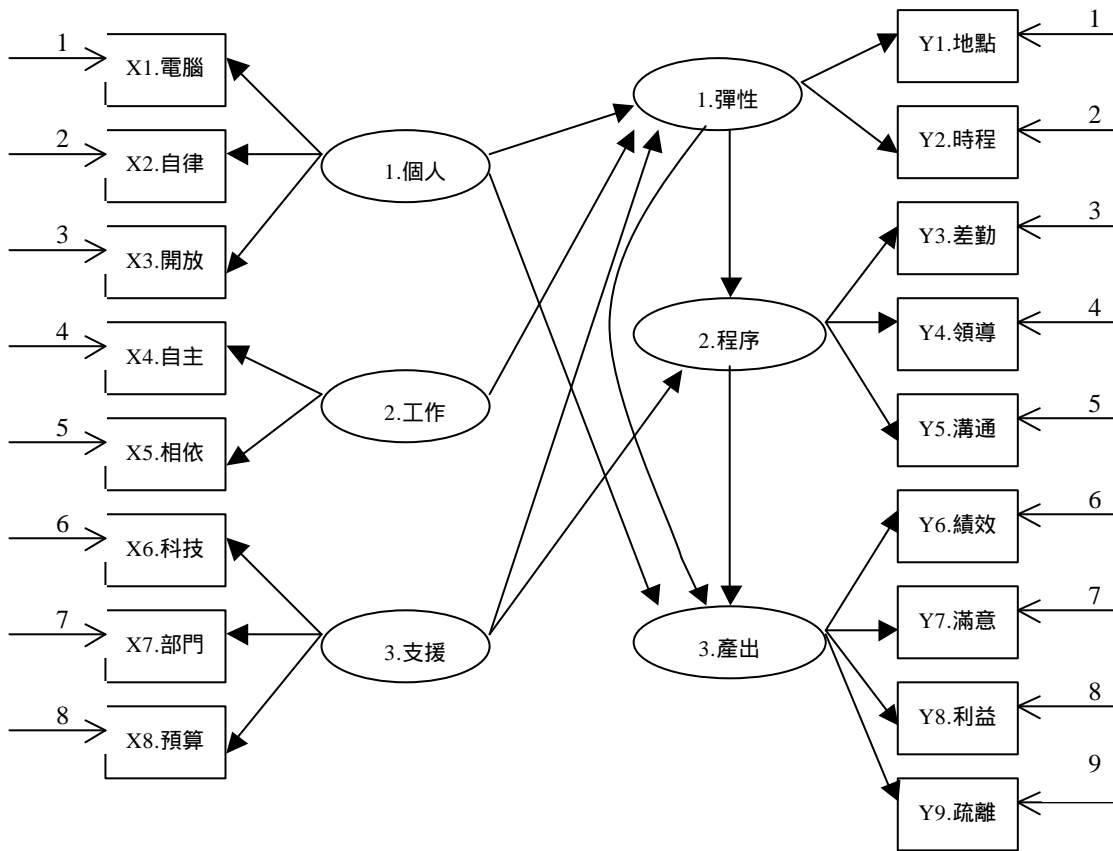 1
X1.電腦
2
X2.自律
3
X3.開放
4
X4.自主
5
X5.相依
6
X6.科技
7
X7.部門
8
X8.預算
1.個人
2.工作
3.支援
1.彈性
2.程序
3.產出
Y1.地點
1
Y2.時程
2
Y3.差勤
3
Y4.領導
4
Y5.溝通
5
Y6.績效
6
Y7.滿意
7
Y8.利益
8
Y9.疏離
9